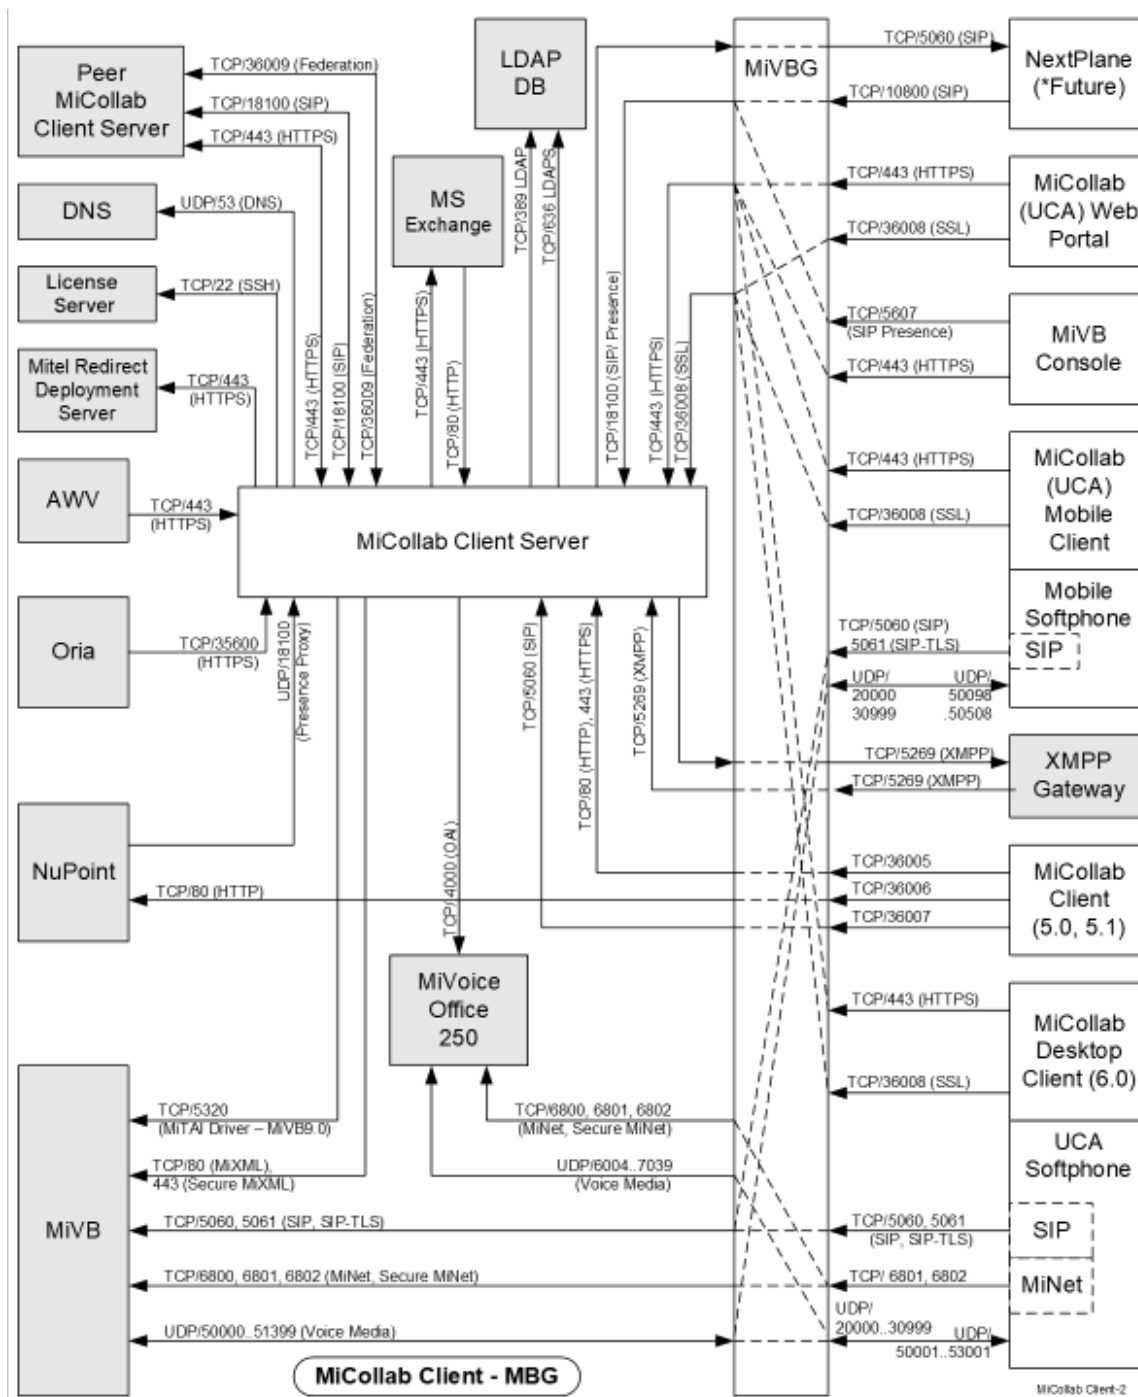 Peer
MiCollab
Client Server
TCP/36009 (Federation)
TCP/18100 (SIP)
TCP/443 (HTTPS)
LDAP
DB
MiVBG
TCP/5060 (SIP)
TCP/10800 (SIP)
NextPlane
(*Future)
DNS
UDP/53 (DNS)
MS
Exchange
TCP/389 LDAP
TCP/636 LDAPS
TCP/443 (HTTPS)
TCP/36008 (SSL)
MiCollab
(UCA) Web
Portal
License
Server
TCP/22 (SSH)
Mitel Redirect
Deployment
Server
TCP/443
(HTTPS)
TCP/443 (HTTPS)
TCP/18100 (SIP)
TCP/36009 (Federation)
TCP/443 (HTTPS)
TCP/80 (HTTP)
TCP/18100 (SIP/ Presence)
TCP/443 (HTTPS)
TCP/36008 (SSL)
TCP/5607
(SIP Presence)
TCP/443 (HTTPS)
MiVB
Console
AWV
TCP/443
(HTTPS)
MiCollab Client Server
TCP/443 (HTTPS)
TCP/36008 (SSL)
MiCollab
(UCA)
Mobile
Client
Oria
TCP/35600
(HTTPS)
UDP/18100
(Presence Proxy)
TCP/5060 (SIP)
TCP/80 (HTTP), 443 (HTTPS)
TCP/5269 (XMPP)
Mobile
Softphone
SIP
TCP/5060 (SIP)
5061 (SIP-TLS)
UDP/
20000
30999
UDP/
50098
.50508
TCP/5269 (XMPP)
TCP/5269 (XMPP)
XMPP
Gateway
NuPoint
TCP/80 (HTTP)
TCP/4000 (OAI)
TCP/36005
TCP/36006
TCP/36007
MiCollab
Client
(5.0, 5.1)
MiVoice
Office
250
TCP/443 (HTTPS)
TCP/36008 (SSL)
MiCollab
Desktop
Client (6.0)
MiVB
TCP/5320
(MiTAI Driver – MiVB9.0)
TCP/80 (MiXML),
443 (Secure MiXML)
TCP/6800, 6801, 6802
(MiNet, Secure MiNet)
UDP/6004..7039
(Voice Media)
UCA
Softphone
TCP/5060, 5061 (SIP, SIP-TLS)
TCP/5060, 5061
(SIP, SIP-TLS)
SIP
TCP/6800, 6801, 6802 (MiNet, Secure MiNet)
TCP/ 6801, 6802
MiNet
UDP/50000..51399 (Voice Media)
UDP/
20000..30999
UDP/
50001..53001
MiCollab Client - MBG
MiCollab Client-2